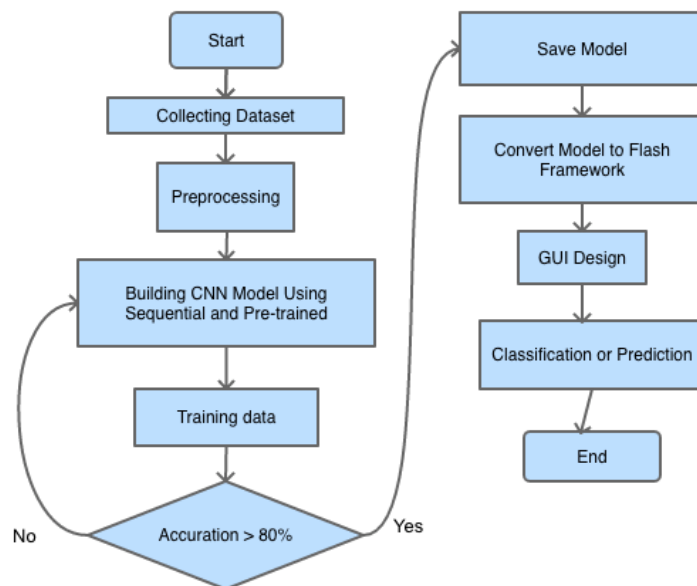 Start
Collecting Dataset
Preprocessing
Building CNN Model Using
Sequential and Pre-trained
Training data
Accuration > 80%
No
Yes
Save Model
Convert Model to Flash
Framework
GUI Design
Classification or Prediction
End